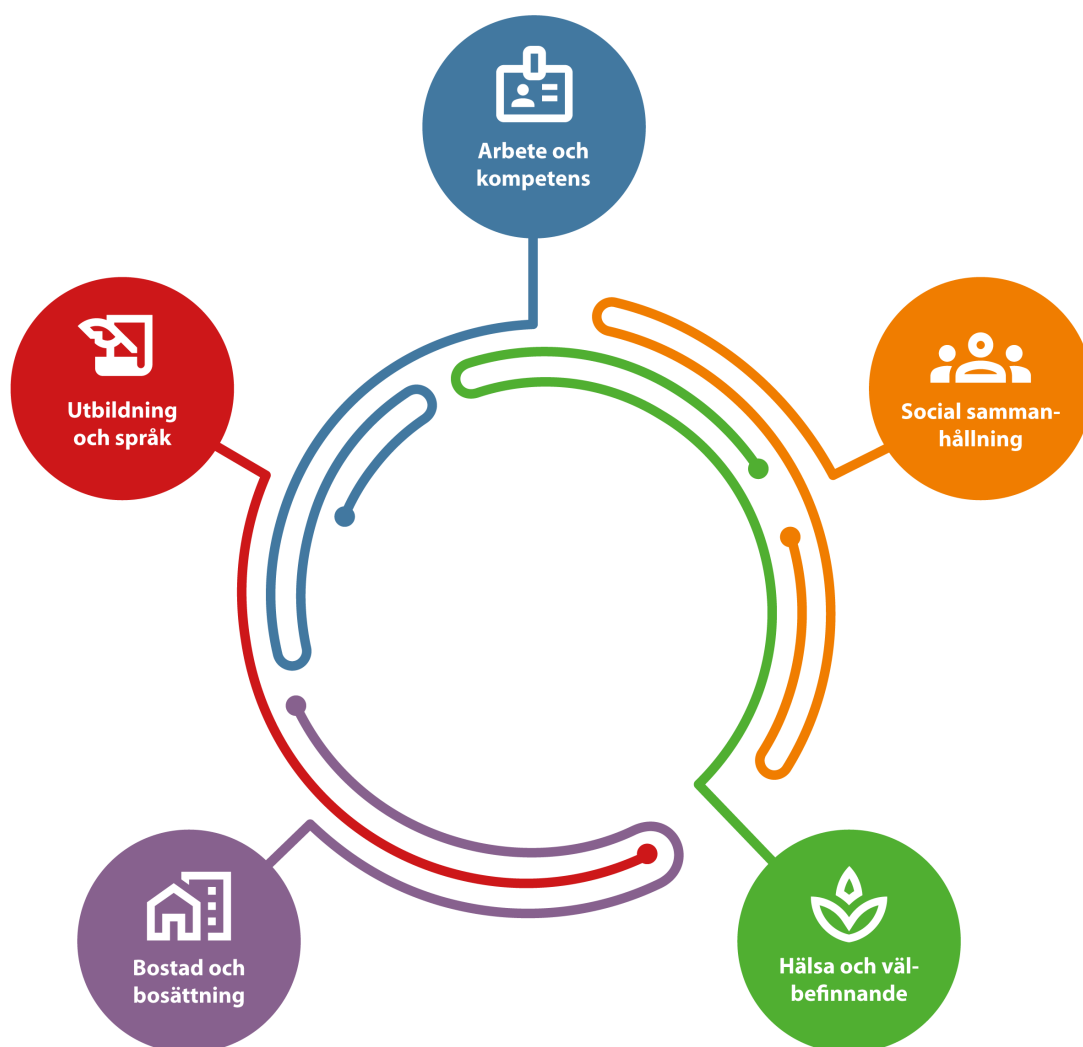 Arbete och
kompetens
Utbildning
och språk
Social samman-
hållning
Bostad och
bosättning
Hälsa och väl-
befinnande